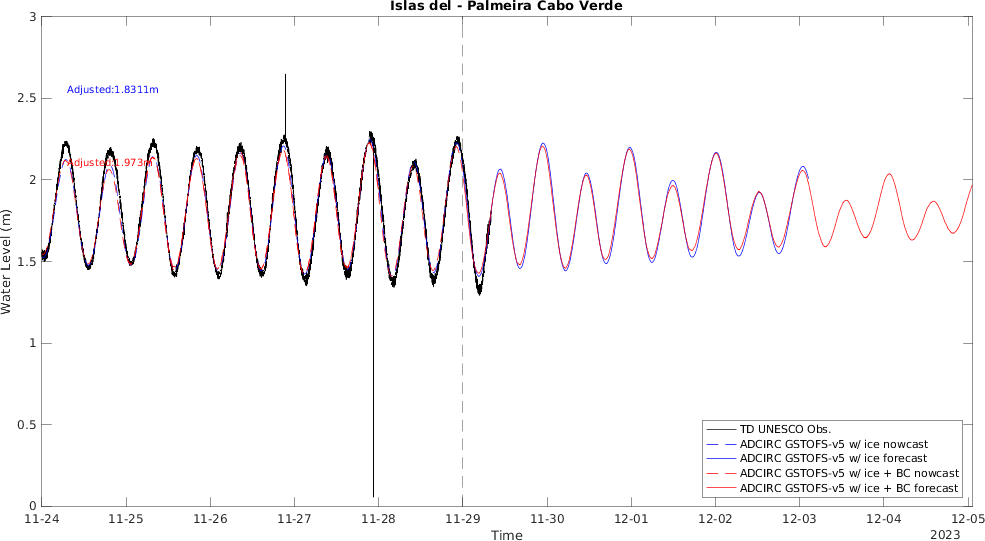 Islas del - Palmeira Cabo Verde
3
2.5
2
1.5
1
0.5
0
Water Level (m)
Adjusted:1.8311m
Adjusted:1.973m
TD UNESCO Obs.
ADCIRC GSTOFS-v5 w/ ice nowcast
ADCIRC GSTOFS-v5 w/ ice forecast
ADCIRC GSTOFS-v5 w/ ice + BC nowcast
ADCIRC GSTOFS-v5 w/ ice + BC forecast
11-24 11-25 11-26 11-27 11-28 11-29 11-30 12-01 12-02 12-03 12-04 12-05
Time
2023